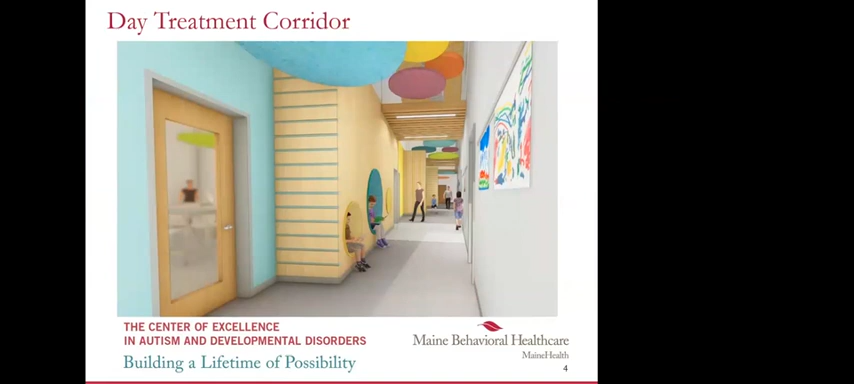 Day Treatment Corridor
THE CENTER OF EXCELLENCE
IN AUTISM AND DEVELOPMENTAL DISORDERS
Building a Lifetime of Possibility
Maine Behavioral Healthcare
MaineHealth
4